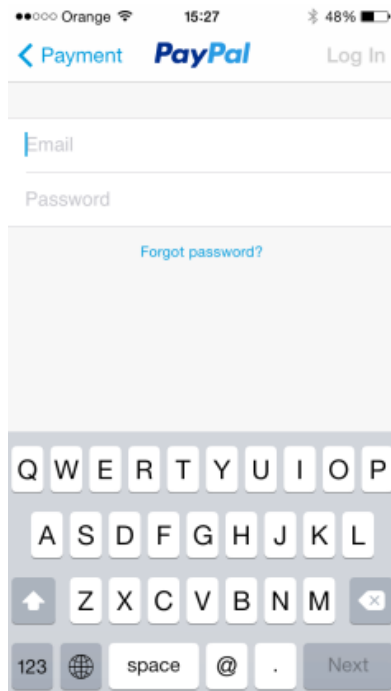 Orange 15:27 48%
Payment PayPal Log In
Email
Password
Forgot password?
Q W E R T Y U I O P
A S D F G H J K L
Z X C V B N M
123 space @ . Next